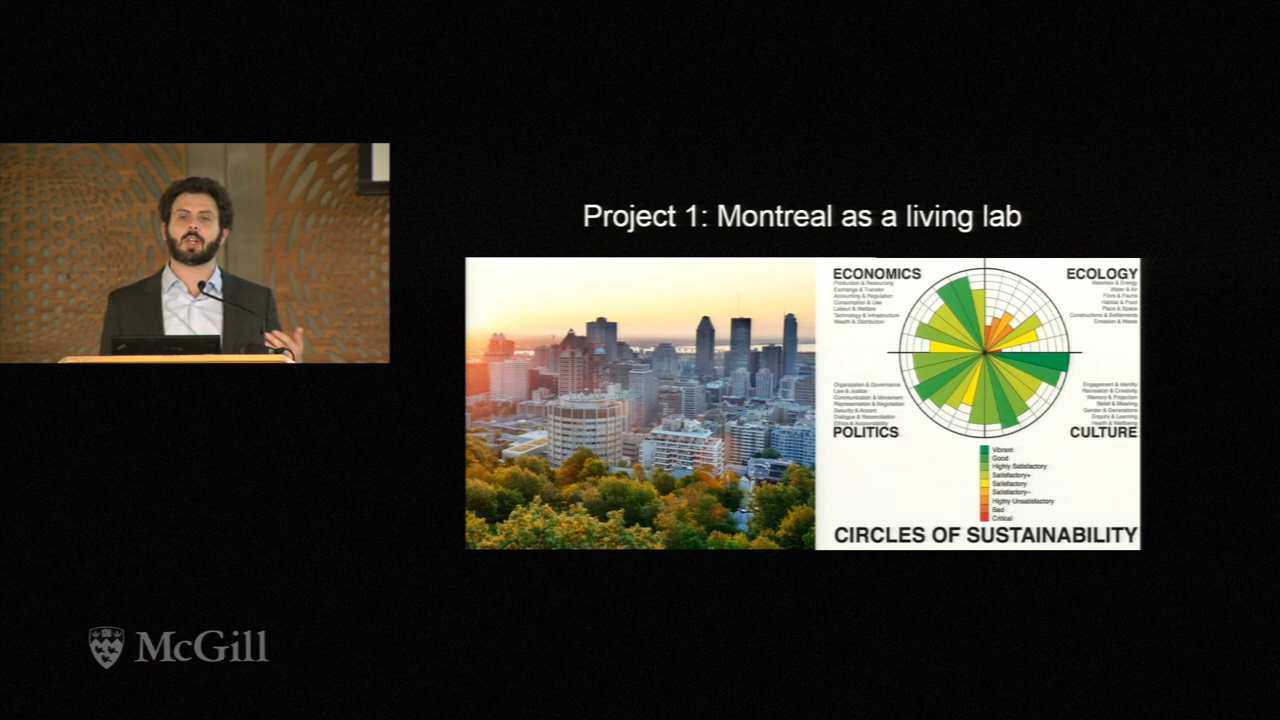 Project 1: Montreal as a living lab
ECONOMICS
Production & Resourcing
Exchange & Transfer
Accounting & Regulation
Consumption & Use
Labour & Welfare
Technology & Infrastructure
Wealth & Distribution
ECOLOGY
Materials & Energy
Water & Air
Flora & Fauna
Habitat & Food
Place & Space
Constructions & Settlements
Emission & Waste
Organization & Governance
Law & Justice
Communication & Movement
Representation & Negotiation
Security & Accord
Dialogue & Reconciliation
Ethics & Accountability
POLITICS
Engagement & Identity
Recreation & Creativity
Memory & Projection
Belief & Meaning
Gender & Generations
Enquiry & Learning
Health & Wellbeing
CULTURE
Vibrant
Good
Highly Satisfactory
Satisfactory+
Satisfactory
Satisfactory–
Highly Unsatisfactory
Bad
Critical
CIRCLES OF SUSTAINABILITY
McGill